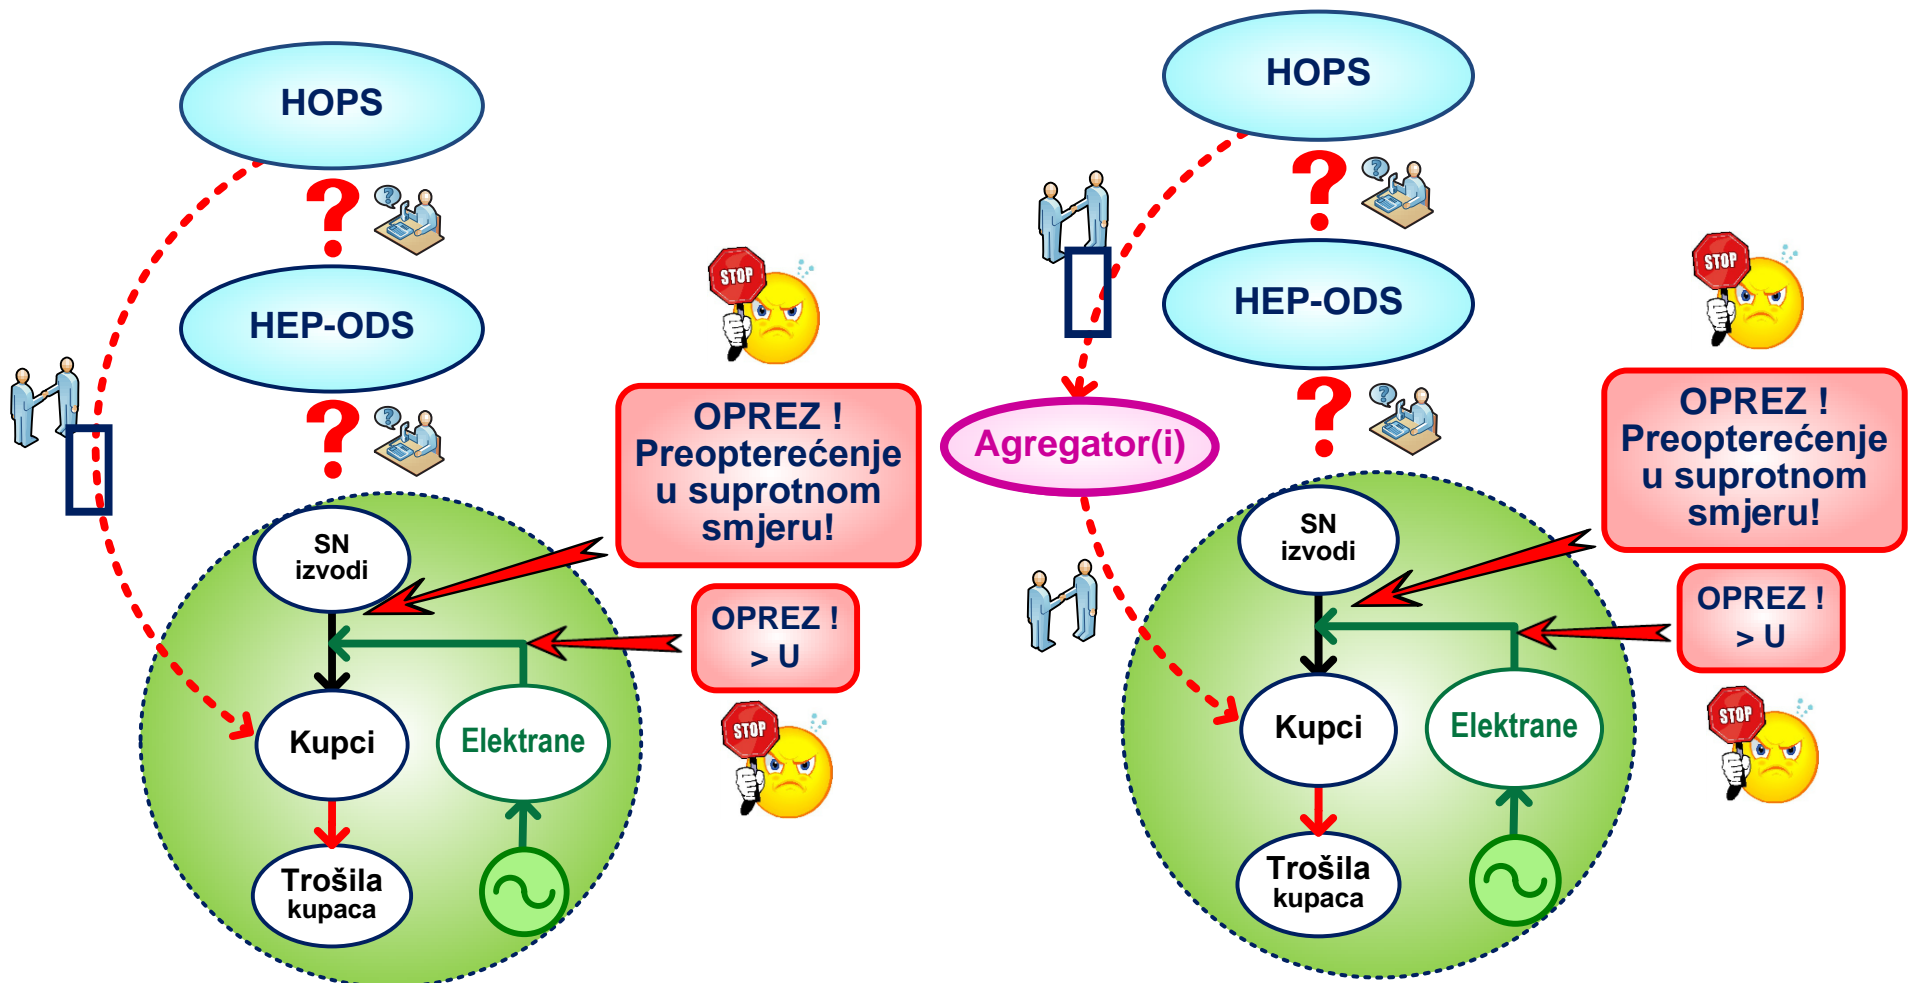 HOPS
?
?
HEP-ODS
STOP
?
?
OPREZ !
Preopterećenje
u suprotnom
smjeru!
SN
izvodi
OPREZ !
> U
Kupci
Elektrane
STOP
Trošila
kupaca
HOPS
?
?
HEP-ODS
STOP
?
?
Agregator(i)
OPREZ !
Preopterećenje
u suprotnom
smjeru!
SN
izvodi
OPREZ !
> U
Kupci
Elektrane
STOP
Trošila
kupaca